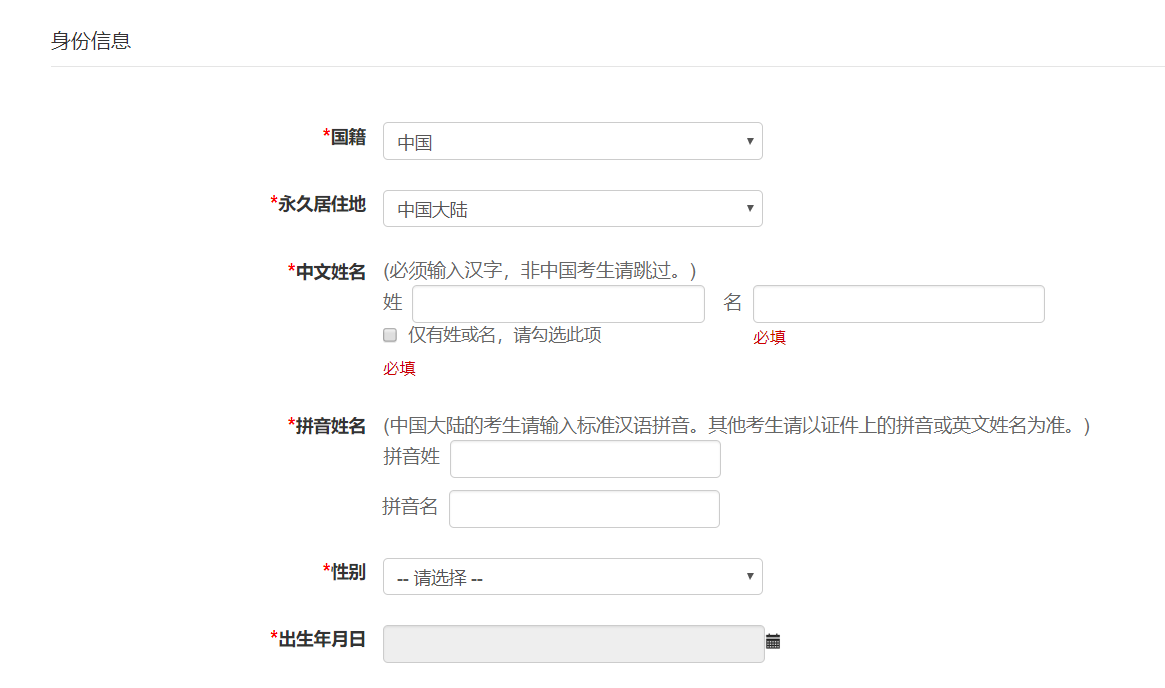 身份信息
*国籍 中国
*永久居住地 中国大陆
*中文姓名 (必须输入汉字，非中国考生请跳过。)
姓 名
仅有姓或名，请勾选此项 必填
必填
*拼音姓名 (中国大陆的考生请输入标准汉语拼音。其他考生请以证件上的拼音或英文姓名为准。)
拼音姓
拼音名
*性别 -- 请选择 --
*出生年月日